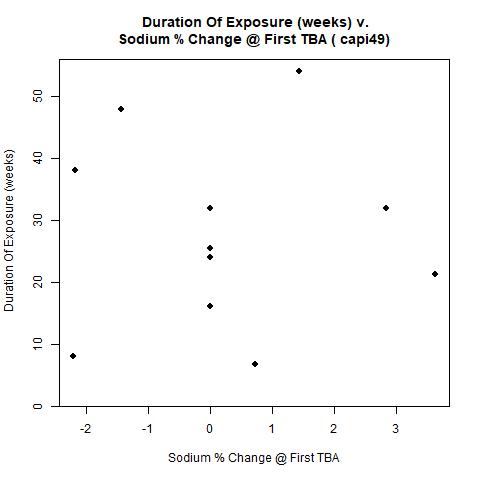 Duration Of Exposure (weeks) v.
Sodium % Change @ First TBA ( capi49)
Duration Of Exposure (weeks)
50
40
30
20
10
0
-2 -1 0 1 2 3
Sodium % Change @ First TBA